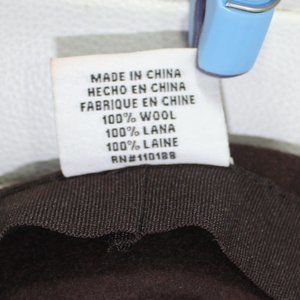 MADE IN CHINA
HECHO EN CHINA
FABRIQUE EN CHINE
100% WOOL
100% LANA
100% LAINE
RN#110188